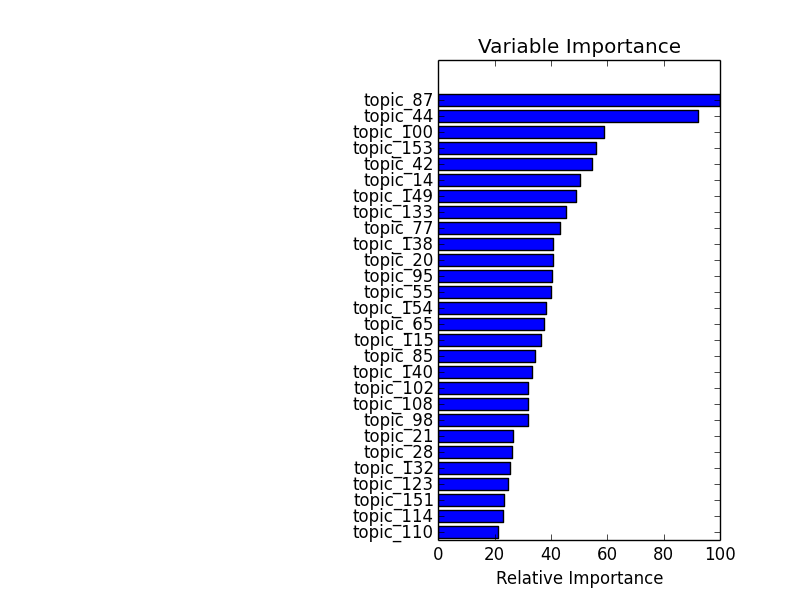 Variable Importance
topic_87
topic_44
topic_100
topic_153
topic_42
topic_14
topic_149
topic_133
topic_77
topic_138
topic_20
topic_95
topic_55
topic_154
topic_65
topic_115
topic_85
topic_140
topic_102
topic_108
topic_98
topic_21
topic_28
topic_132
topic_123
topic_151
topic_114
topic_110
0 20 40 60 80 100
Relative Importance